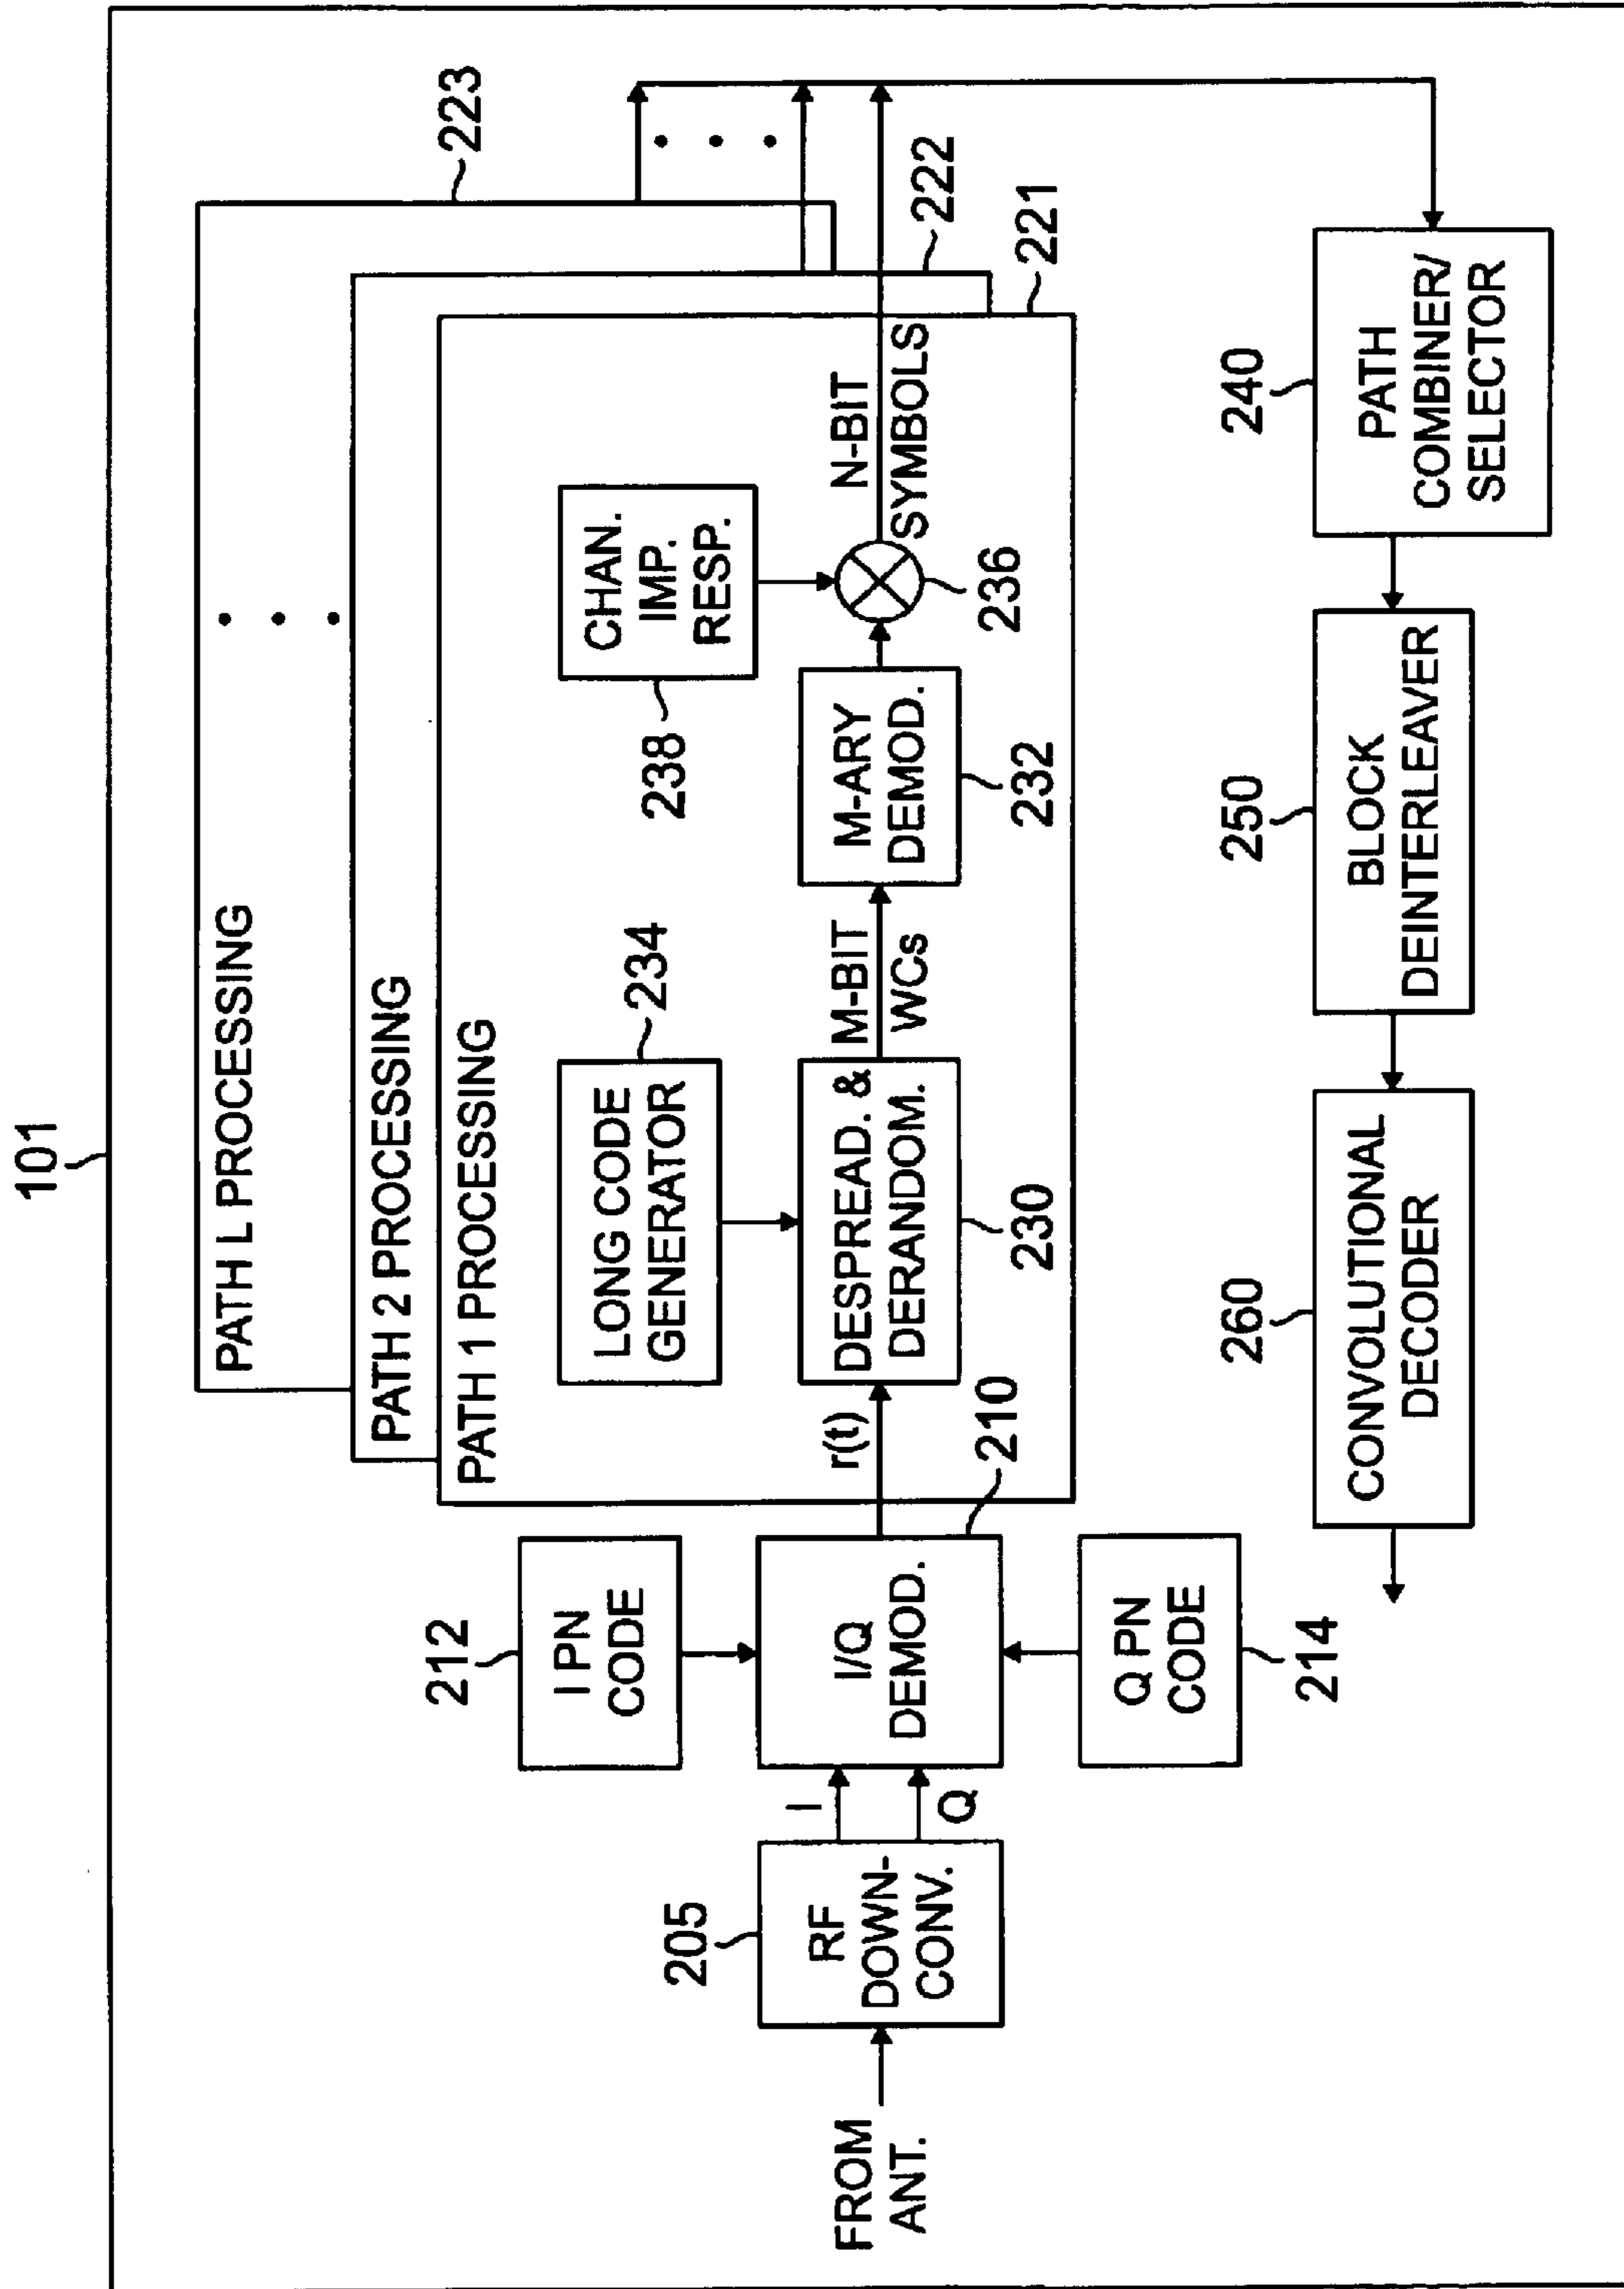 101
PATH L PROCESSING
223
PATH 2 PROCESSING
222
PATH 1 PROCESSING
221
LONG CODE
GENERATOR
234
CHAN.
IMP.
RESP.
238
212
I PN
CODE
205
RF
DOWN-
CONV.
FROM
ANT.
I
Q
I/Q
DEMOD.
210
r(t)
DESPREAD. &
DERANDOM.
230
M-BIT
WCs
M-ARY
DEMOD.
232
236
N-BIT
SYMBOLS
Q PN
CODE
214
260
CONVOLUTIONAL
DECODER
250
BLOCK
DEINTERLEAVER
240
PATH
COMBINER/
SELECTOR